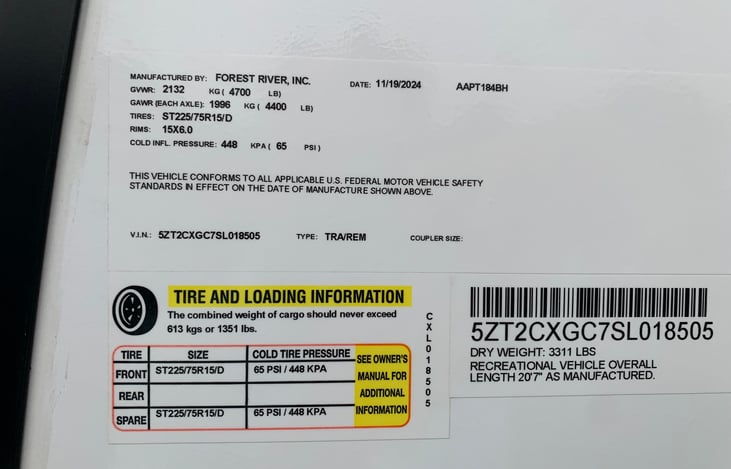 MANUFACTURED BY: FOREST RIVER, INC. DATE: 11/19/2024 AAPT184BH
GVWR: 2132 KG ( 4700 LB)
GAWR (EACH AXLE): 1996 KG ( 4400 LB)
TIRES: ST225/75R15/D
RIMS: 15X6.0
COLD INFL. PRESSURE: 448 KPA ( 65 PSI )
THIS VEHICLE CONFORMS TO ALL APPLICABLE U.S. FEDERAL MOTOR VEHICLE SAFETY
STANDARDS IN EFFECT ON THE DATE OF MANUFACTURE SHOWN ABOVE.
V.I.N.: 5ZT2CXGC7SL018505 TYPE: TRA/REM COUPLER SIZE:
TIRE AND LOADING INFORMATION
The combined weight of cargo should never exceed
613 kgs or 1351 lbs.
TIRE SIZE COLD TIRE PRESSURE
FRONT ST225/75R15/D 65 PSI / 448 KPA
REAR
SPARE ST225/75R15/D 65 PSI / 448 KPA
SEE OWNER'S
MANUAL FOR
ADDITIONAL
INFORMATION
CXL018505
5ZT2CXGC7SL018505
DRY WEIGHT: 3311 LBS
RECREATIONAL VEHICLE OVERALL
LENGTH 20'7" AS MANUFACTURED.